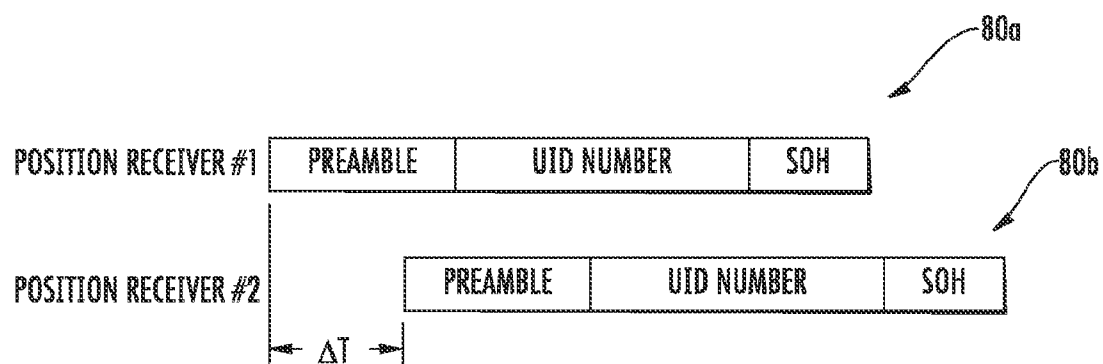 80a
POSITION RECEIVER #1 PREAMBLE UID NUMBER SOH
80b
POSITION RECEIVER #2 PREAMBLE UID NUMBER SOH
ΔT